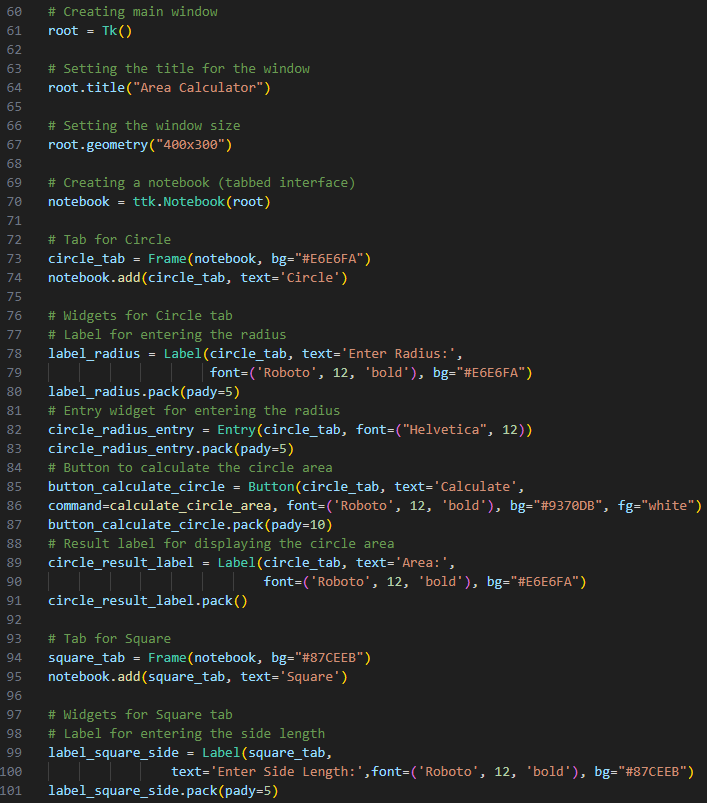 60 # Creating main window
61 root = Tk()
62
63 # Setting the title for the window
64 root.title("Area Calculator")
65
66 # Setting the window size
67 root.geometry("400x300")
68
69 # Creating a notebook (tabbed interface)
70 notebook = ttk.Notebook(root)
71
72 # Tab for Circle
73 circle_tab = Frame(notebook, bg="#E6E6FA")
74 notebook.add(circle_tab, text='Circle')
75
76 # Widgets for Circle tab
77 # Label for entering the radius
78 label_radius = Label(circle_tab, text='Enter Radius:',
79                      font=('Roboto', 12, 'bold'), bg="#E6E6FA")
80 label_radius.pack(pady=5)
81 # Entry widget for entering the radius
82 circle_radius_entry = Entry(circle_tab, font=("Helvetica", 12))
83 circle_radius_entry.pack(pady=5)
84 # Button to calculate the circle area
85 button_calculate_circle = Button(circle_tab, text='Calculate',
86 command=calculate_circle_area, font=('Roboto', 12, 'bold'), bg="#9370DB", fg="white")
87 button_calculate_circle.pack(pady=10)
88 # Result label for displaying the circle area
89 circle_result_label = Label(circle_tab, text='Area:',
90                             font=('Roboto', 12, 'bold'), bg="#E6E6FA")
91 circle_result_label.pack()
92
93 # Tab for Square
94 square_tab = Frame(notebook, bg="#87CEEB")
95 notebook.add(square_tab, text='Square')
96
97 # Widgets for Square tab
98 # Label for entering the side length
99 label_square_side = Label(square_tab,
100                 text='Enter Side Length:',font=('Roboto', 12, 'bold'), bg="#87CEEB")
101 label_square_side.pack(pady=5)